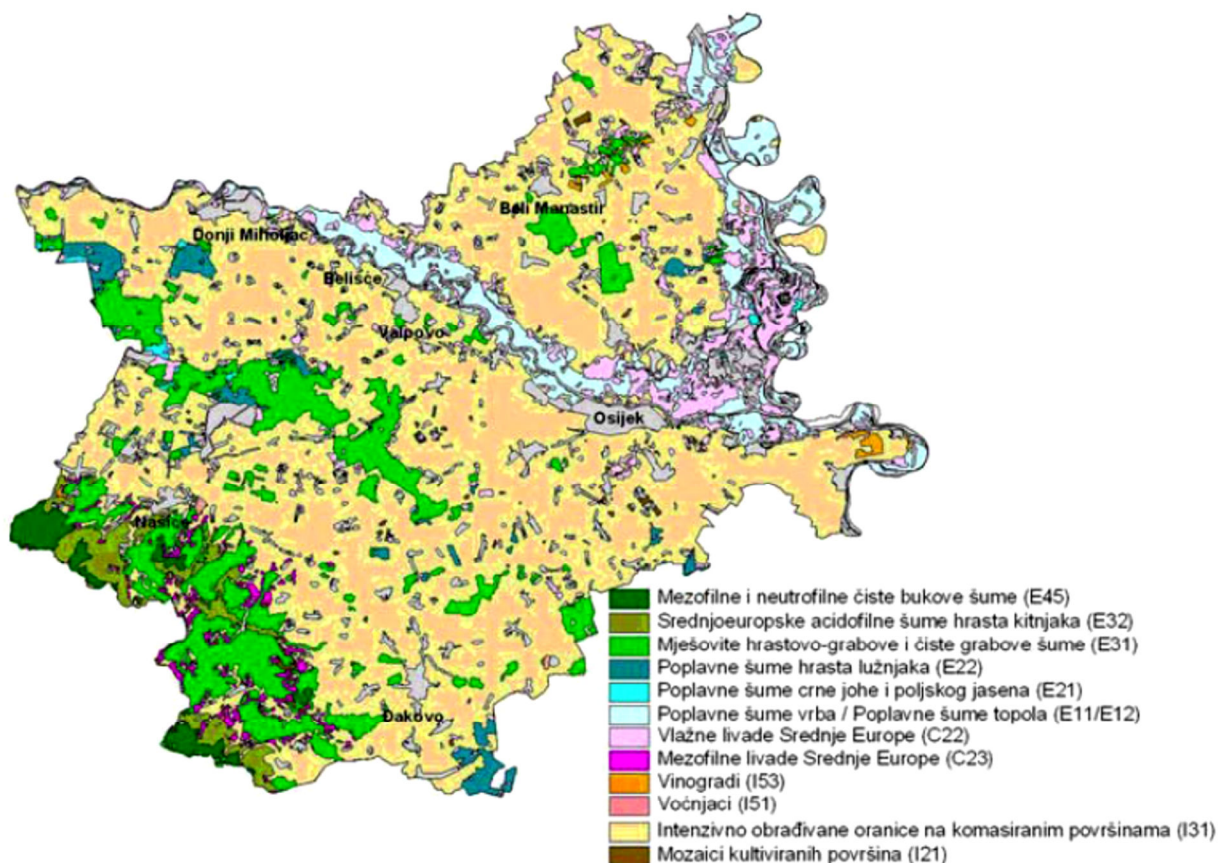 Beli Manastir
Donji Miholjac
Belišće
Valpovo
Osijek
Našice
Đakovo
Mezofilne i neutrofilne čiste bukove šume (E45)
Srednjoeuropske acidofilne šume hrasta kitnjaka (E32)
Mješovite hrastovo-grabove i čiste grabove šume (E31)
Poplavne šume hrasta lužnjaka (E22)
Poplavne šume crne johe i poljskog jasena (E21)
Poplavne šume vrba / Poplavne šume topola (E11/E12)
Vlažne livade Srednje Europe (C22)
Mezofilne livade Srednje Europe (C23)
Vinogradi (I53)
Voćnjaci (I51)
Intenzivno obrađivane oranice na komasiranim površinama (I31)
Mozaici kultiviranih površina (I21)